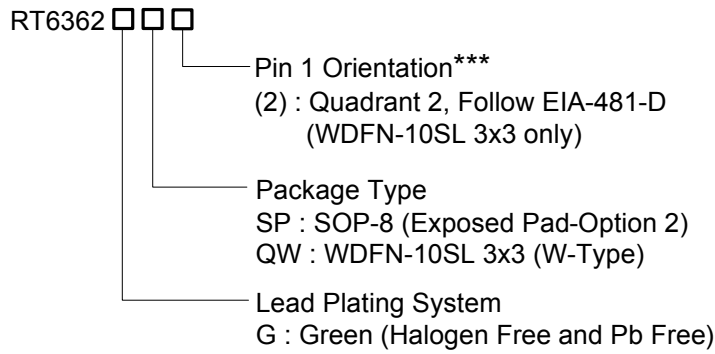 RT6362
Pin 1 Orientation***
(2) : Quadrant 2, Follow EIA-481-D
(WDFN-10SL 3x3 only)
Package Type
SP : SOP-8 (Exposed Pad-Option 2)
QW : WDFN-10SL 3x3 (W-Type)
Lead Plating System
G : Green (Halogen Free and Pb Free)